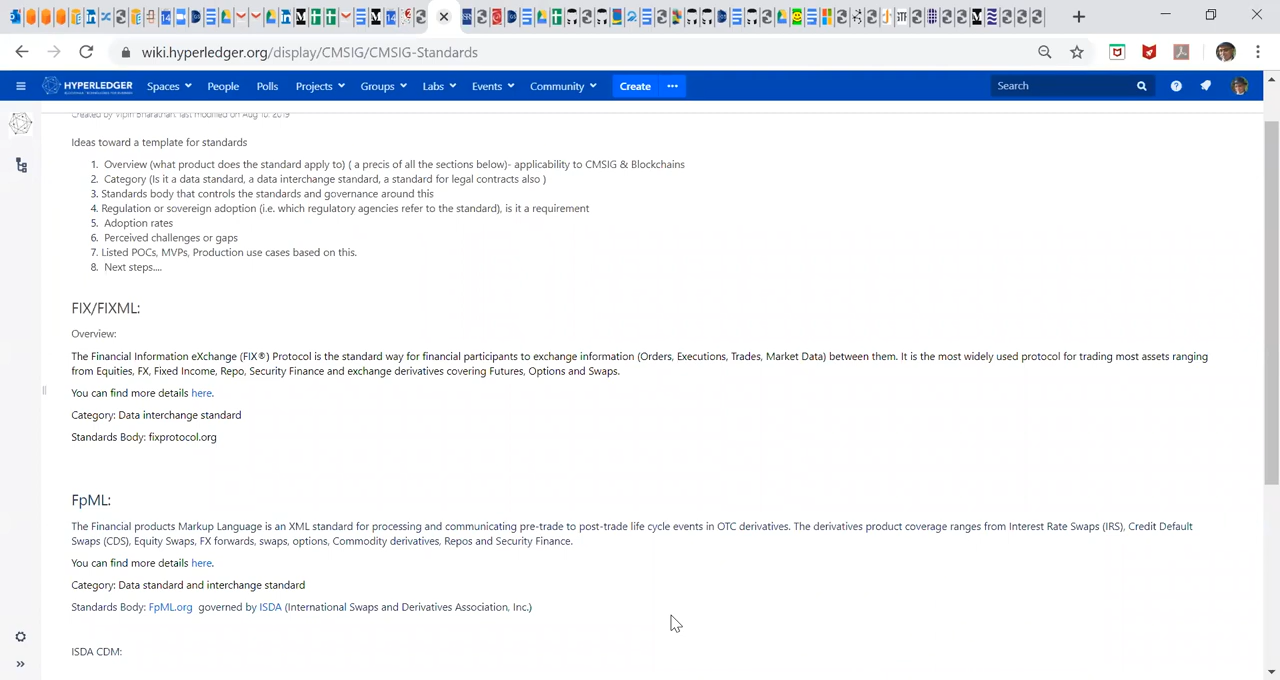 wiki.hyperledger.org/display/CMSIG/CMSIG-Standards
HYPERLEDGER Spaces People Polls Projects Groups Labs Events Community Create ··· Search
Created by Vipin Bharathan, last modified on Aug 10, 2019
Ideas toward a template for standards
1. Overview (what product does the standard apply to) ( a precis of all the sections below)- applicability to CMSIG & Blockchains
2. Category (Is it a data standard, a data interchange standard, a standard for legal contracts also )
3. Standards body that controls the standards and governance around this
4. Regulation or sovereign adoption (i.e. which regulatory agencies refer to the standard), is it a requirement
5. Adoption rates
6. Perceived challenges or gaps
7. Listed POCs, MVPs, Production use cases based on this.
8. Next steps....
FIX/FIXML:
Overview:
The Financial Information eXchange (FIX®) Protocol is the standard way for financial participants to exchange information (Orders, Executions, Trades, Market Data) between them. It is the most widely used protocol for trading most assets ranging
from Equities, FX, Fixed Income, Repo, Security Finance and exchange derivatives covering Futures, Options and Swaps.
You can find more details here.
Category: Data interchange standard
Standards Body: fixprotocol.org
FpML:
The Financial products Markup Language is an XML standard for processing and communicating pre-trade to post-trade life cycle events in OTC derivatives. The derivatives product coverage ranges from Interest Rate Swaps (IRS), Credit Default
Swaps (CDS), Equity Swaps, FX forwards, swaps, options, Commodity derivatives, Repos and Security Finance.
You can find more details here.
Category: Data standard and interchange standard
Standards Body: FpML.org governed by ISDA (International Swaps and Derivatives Association, Inc.)
ISDA CDM: